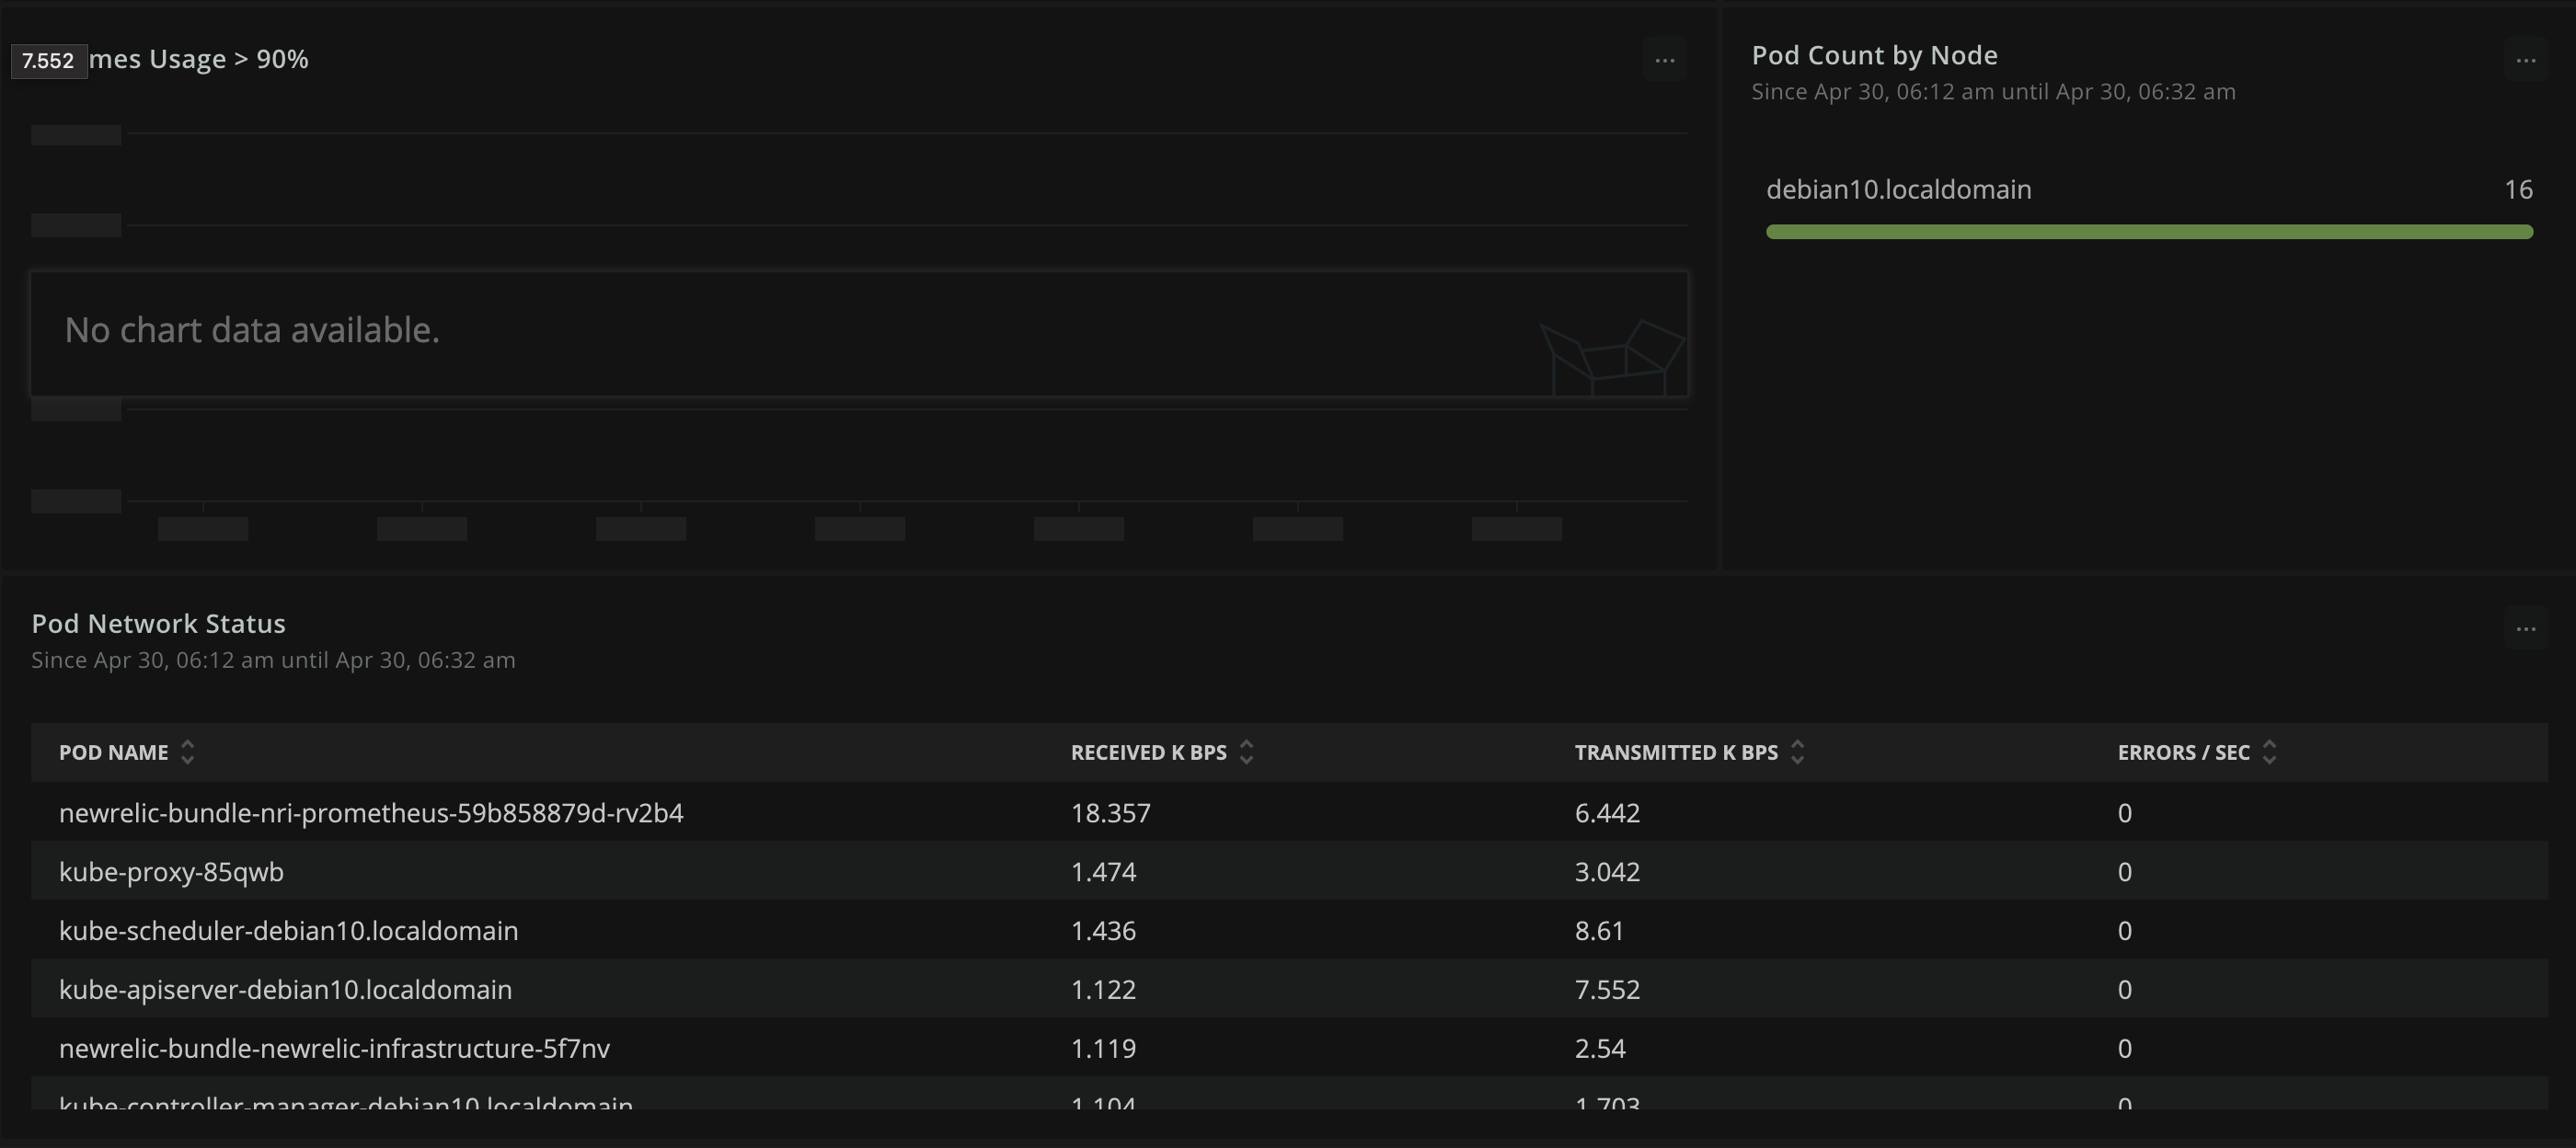 7.552
mes Usage > 90%
...
Pod Count by Node
...
Since Apr 30, 06:12 am until Apr 30, 06:32 am
debian10.localdomain 16
No chart data available.
Pod Network Status
...
Since Apr 30, 06:12 am until Apr 30, 06:32 am
POD NAME RECEIVED K BPS TRANSMITTED K BPS ERRORS / SEC
newrelic-bundle-nri-prometheus-59b858879d-rv2b4 18.357 6.442 0
kube-proxy-85qwb 1.474 3.042 0
kube-scheduler-debian10.localdomain 1.436 8.61 0
kube-apiserver-debian10.localdomain 1.122 7.552 0
newrelic-bundle-newrelic-infrastructure-5f7nv 1.119 2.54 0
kube-controller-manager-debian10.localdomain 1.104 1.703 0